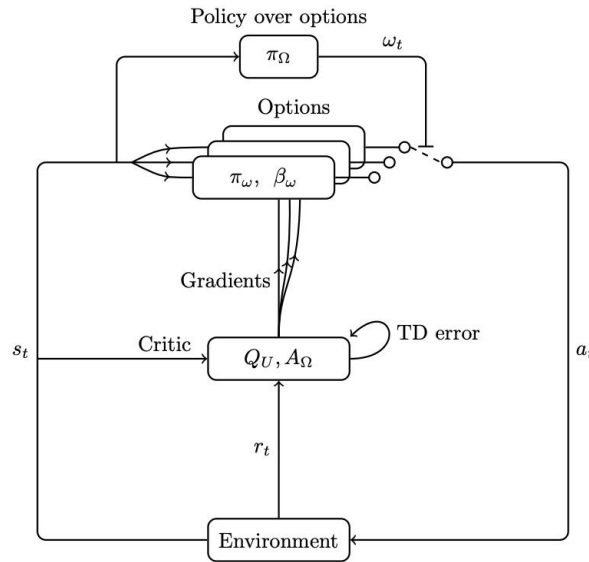 Policy over options
π_Ω
ω_t
Options
π_ω, β_ω
Gradients
s_t
Critic
Q_U, A_Ω
TD error
r_t
Environment